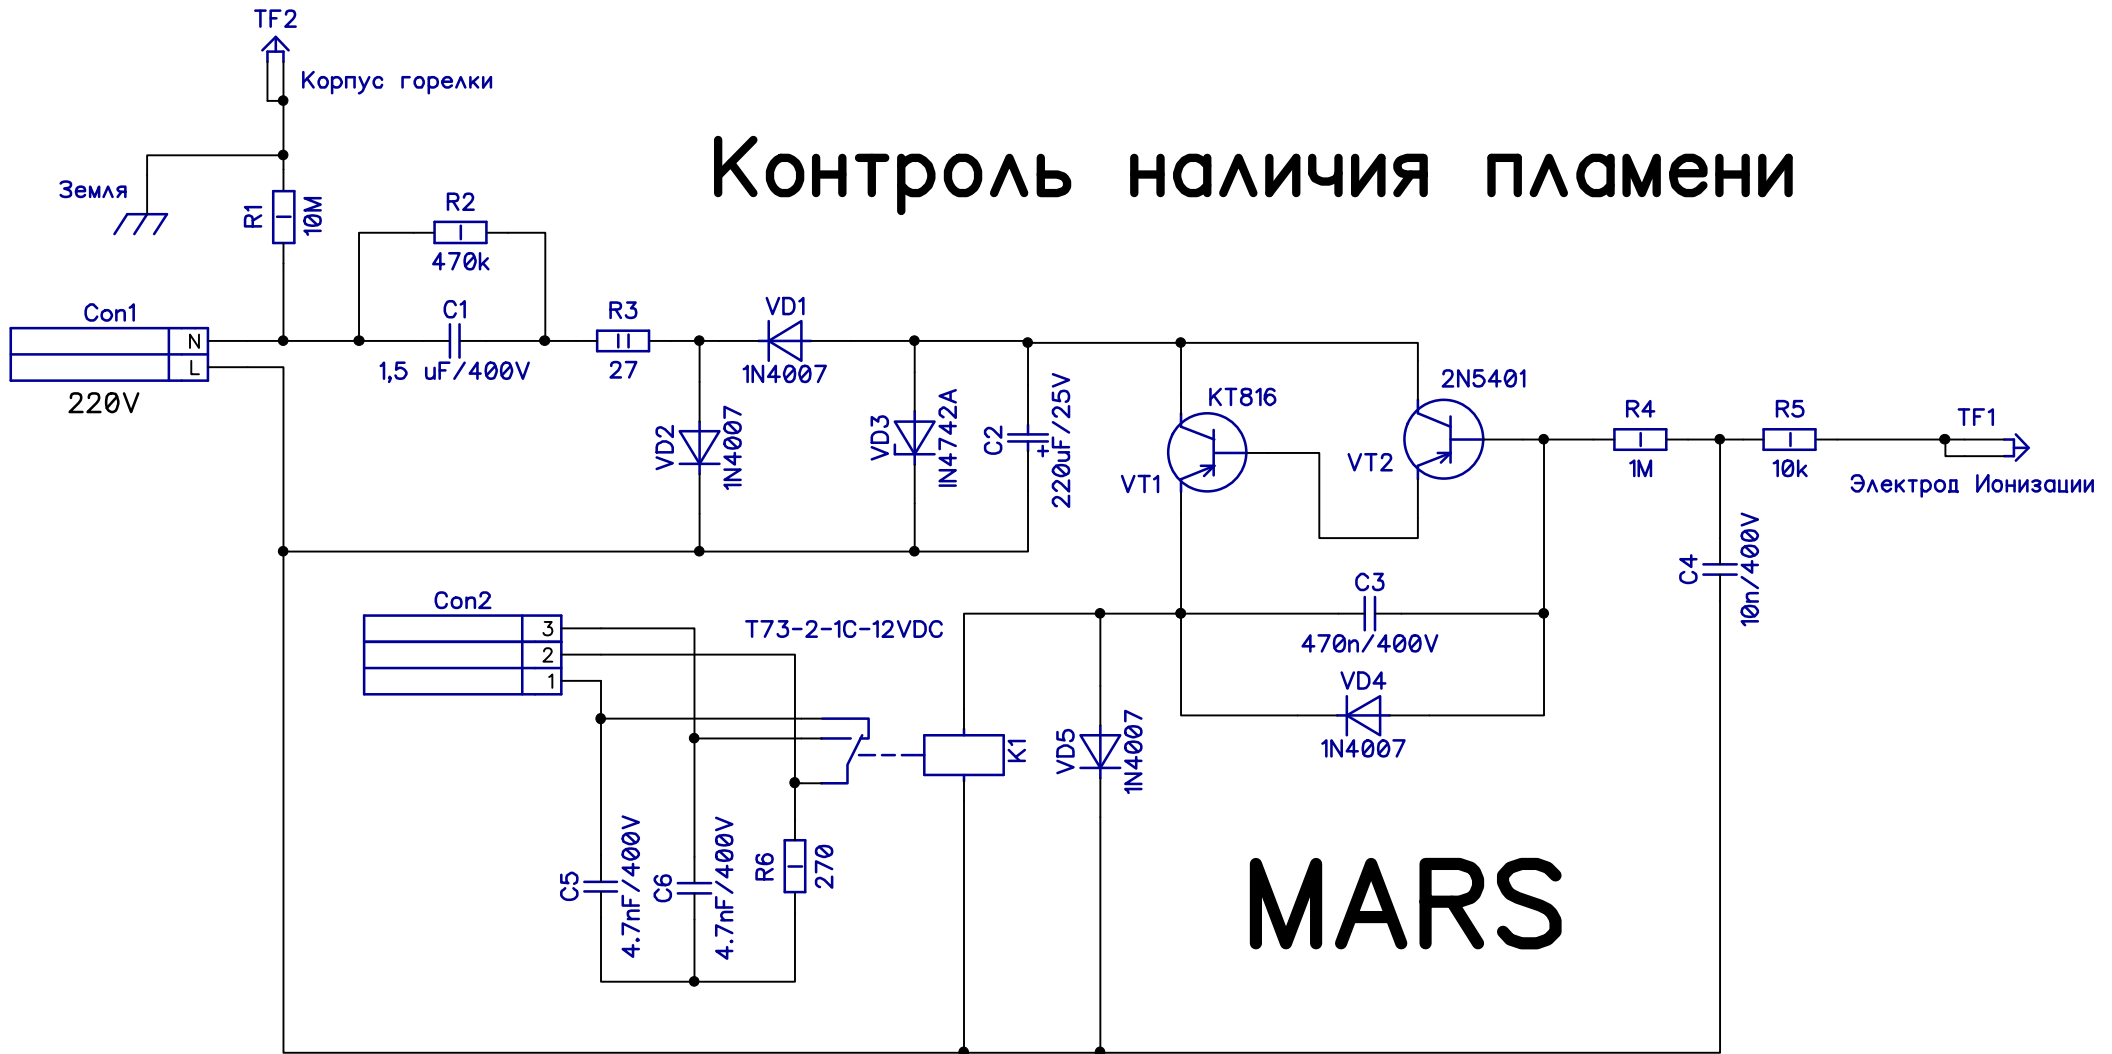 TF2
Корпус горелки
Контроль наличия пламени
Земля
R1
10M
R2
470k
Con1
N
L
220V
C1
1,5 uF/400V
R3
27
VD1
1N4007
VD2
1N4007
VD3
IN4742A
C2
+
220uF/25V
KT816
VT1
2N5401
VT2
R4
1M
R5
10k
TF1
Электрод Ионизации
C4
10n/400V
Con2
3
2
1
T73-2-1C-12VDC
C3
470n/400V
VD4
1N4007
K1
VD5
1N4007
C5
4.7nF/400V
C6
4.7nF/400V
R6
270
MARS